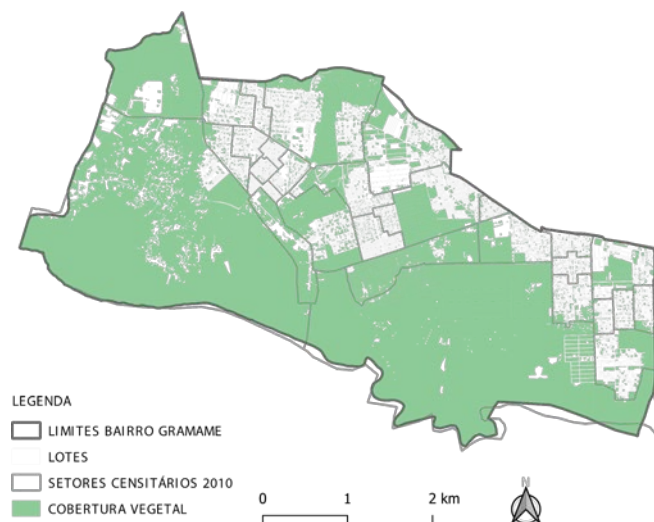 LEGENDA
LIMITES BAIRRO GRAMAME
LOTES
SETORES CENSITÁRIOS 2010
COBERTURA VEGETAL
0 1 2 km
N